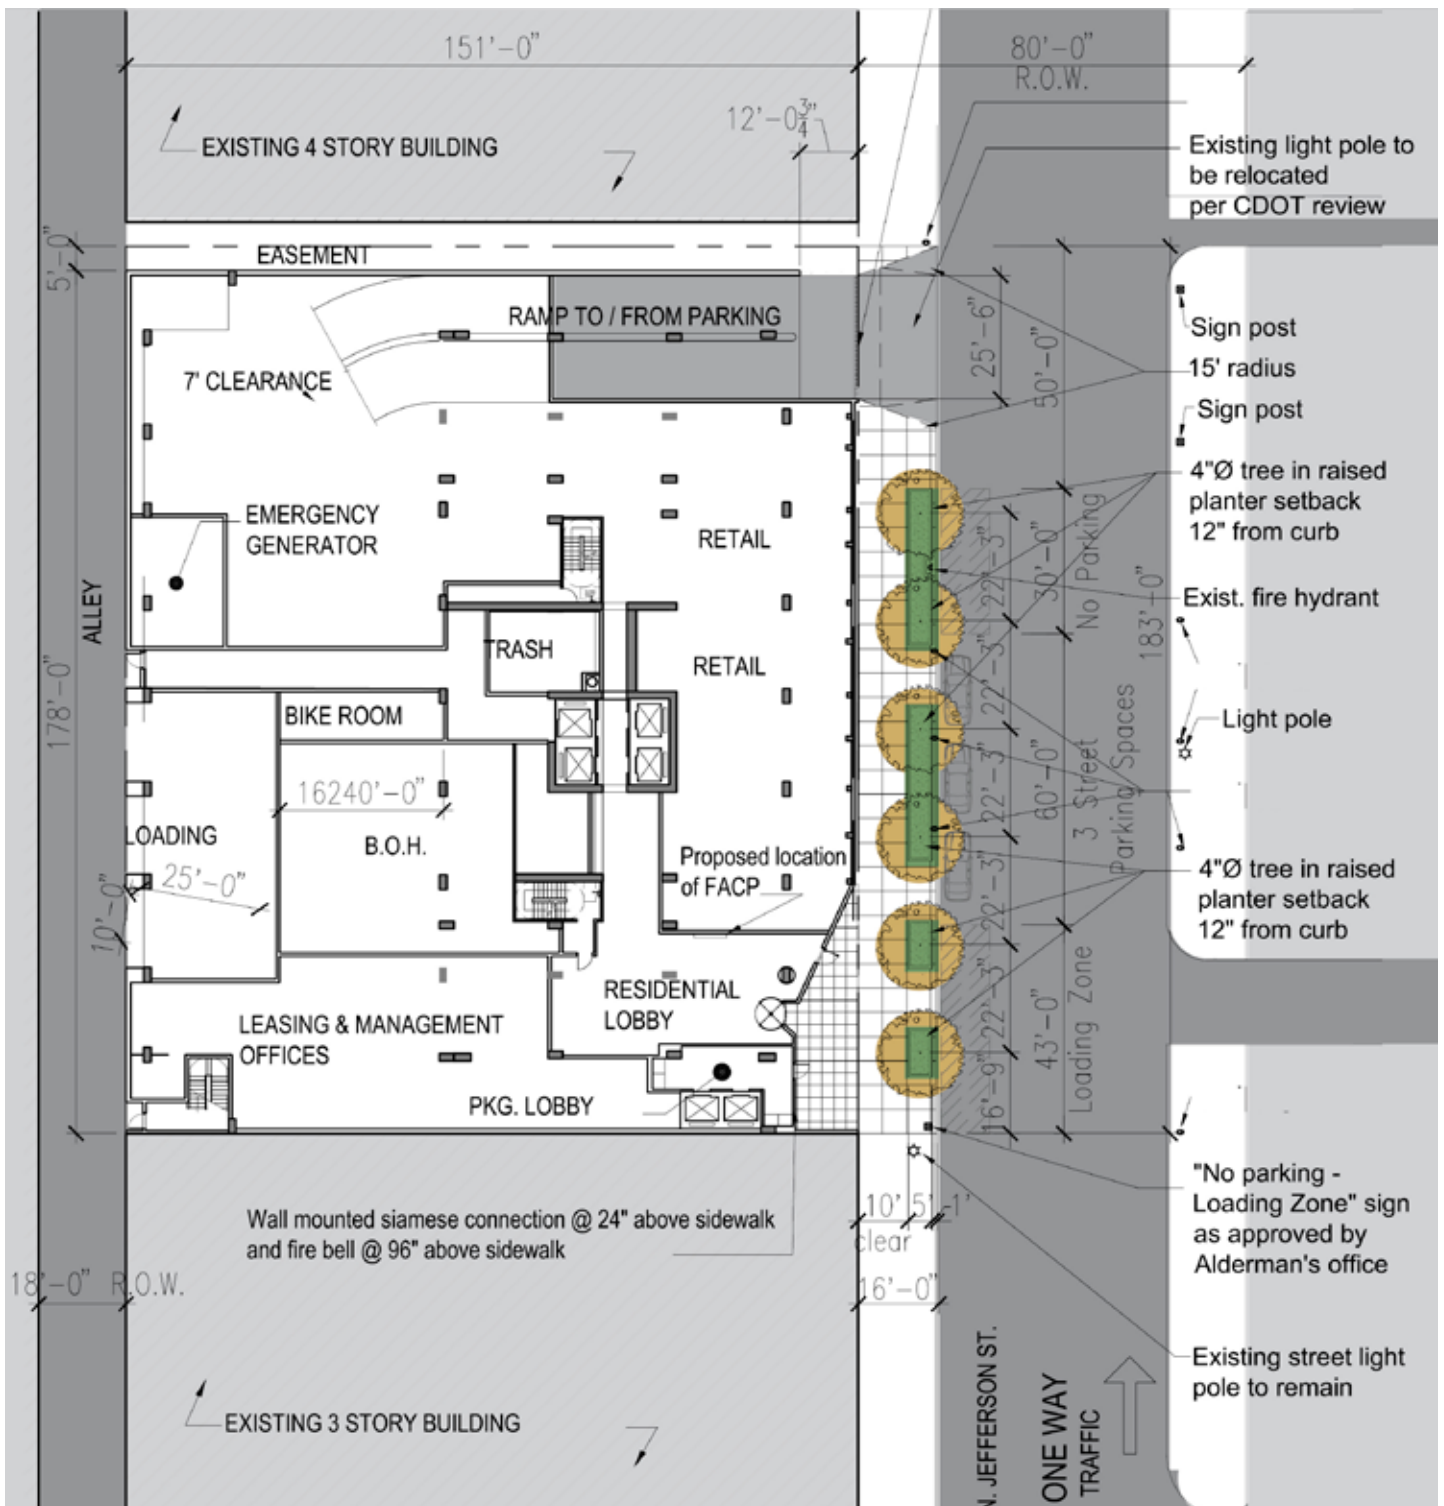 151'-0"
80'-0"
R.O.W.
12'-0¾"
EXISTING 4 STORY BUILDING
Existing light pole to
be relocated
per CDOT review
5'-0"
EASEMENT
RAMP TO / FROM PARKING
25'-6"
50'-0"
Sign post
15' radius
7' CLEARANCE
Sign post
4"Ø tree in raised
planter setback
12" from curb
EMERGENCY
GENERATOR
RETAIL
22'-3"
30'-0"
No Parking
Exist. fire hydrant
ALLEY
183'-0"
TRASH
RETAIL
22'-3"
178'-0"
BIKE ROOM
Light pole
16240'-0"
22'-3"
60'-0"
3 Street
Parking Spaces
LOADING
B.O.H.
25'-0"
10'-0"
Proposed location
of FACP
22'-3"
4"Ø tree in raised
planter setback
12" from curb
RESIDENTIAL
LOBBY
LEASING & MANAGEMENT
OFFICES
22'-3"
43'-0"
Loading Zone
16'-9"
PKG. LOBBY
"No parking -
Loading Zone" sign
as approved by
Alderman's office
Wall mounted siamese connection @ 24" above sidewalk
and fire bell @ 96" above sidewalk
10'
5'
-1'
clear
18'-0" R.O.W.
16'-0"
Existing street light
pole to remain
EXISTING 3 STORY BUILDING
N. JEFFERSON ST.
ONE WAY
TRAFFIC